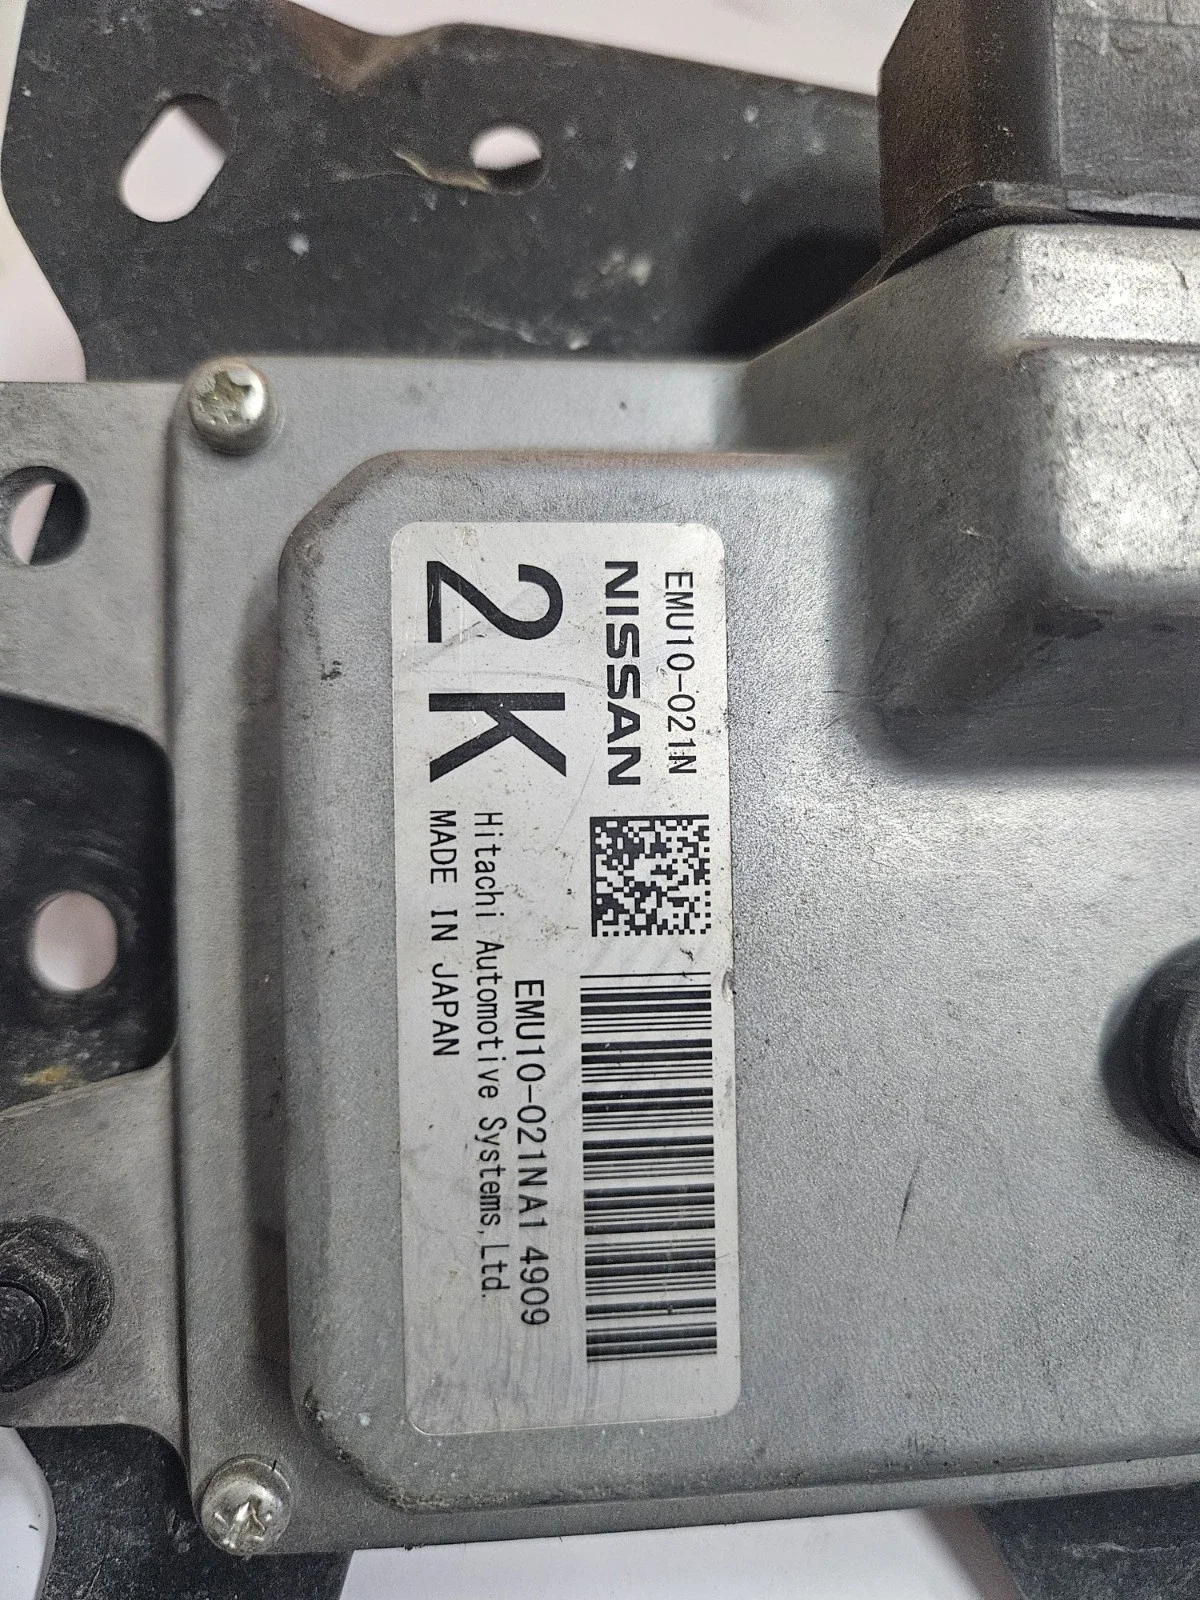 EMU10-021N
NISSAN
2K
EMU10-021NA1 4909
Hitachi Automotive Systems,Ltd.
MADE IN JAPAN